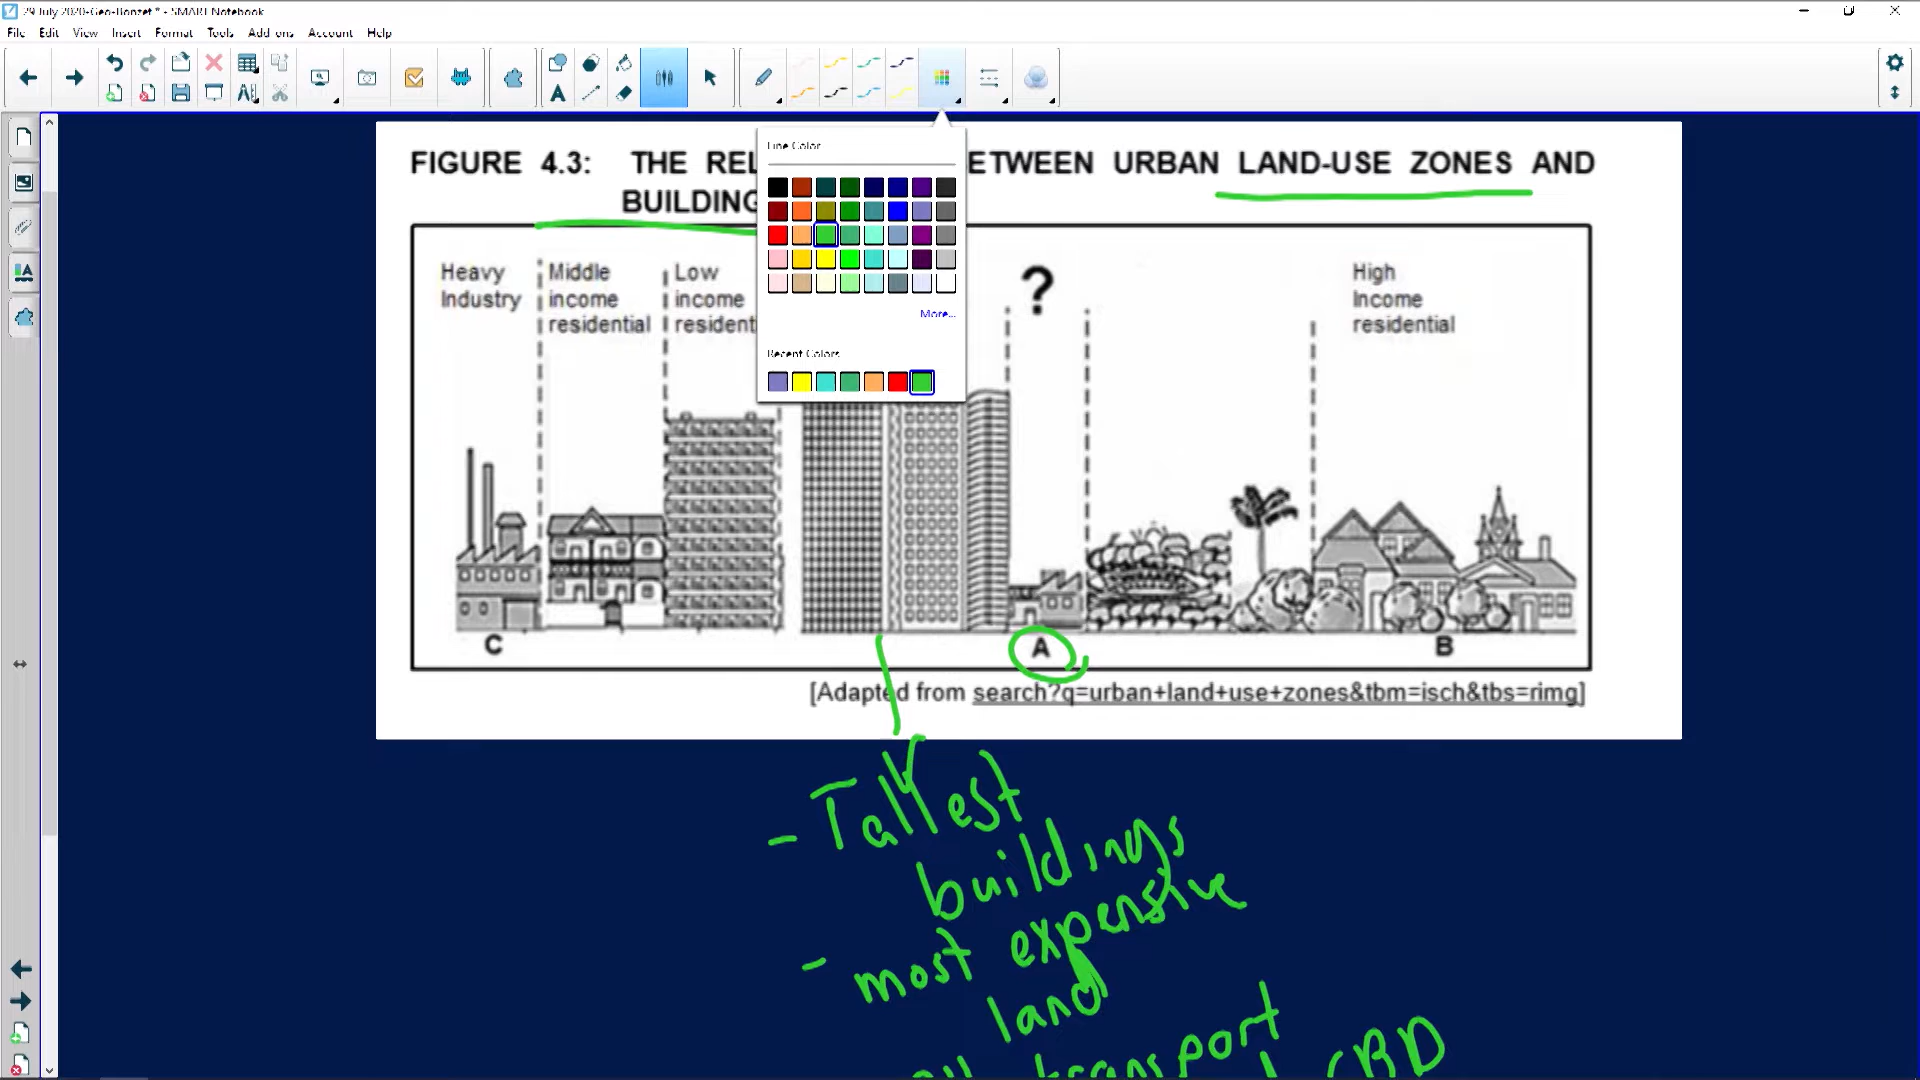 29 July 2020+Geo+Bonzet * - SMART Notebook
File Edit View Insert Format Tools Add-ons Account Help
Line Color
More...
Recent Colors
FIGURE 4.3: THE REL ETWEEN URBAN LAND-USE ZONES AND
BUILDING
Heavy
Industry
Middle
income
residential
Low
income
resident
?
High
Income
residential
C
A
B
[Adapted from search?q=urban+land+use+zones&tbm=isch&tbs=rimg]
- Tallest
buildings
- most expensive
land
transport
CBD